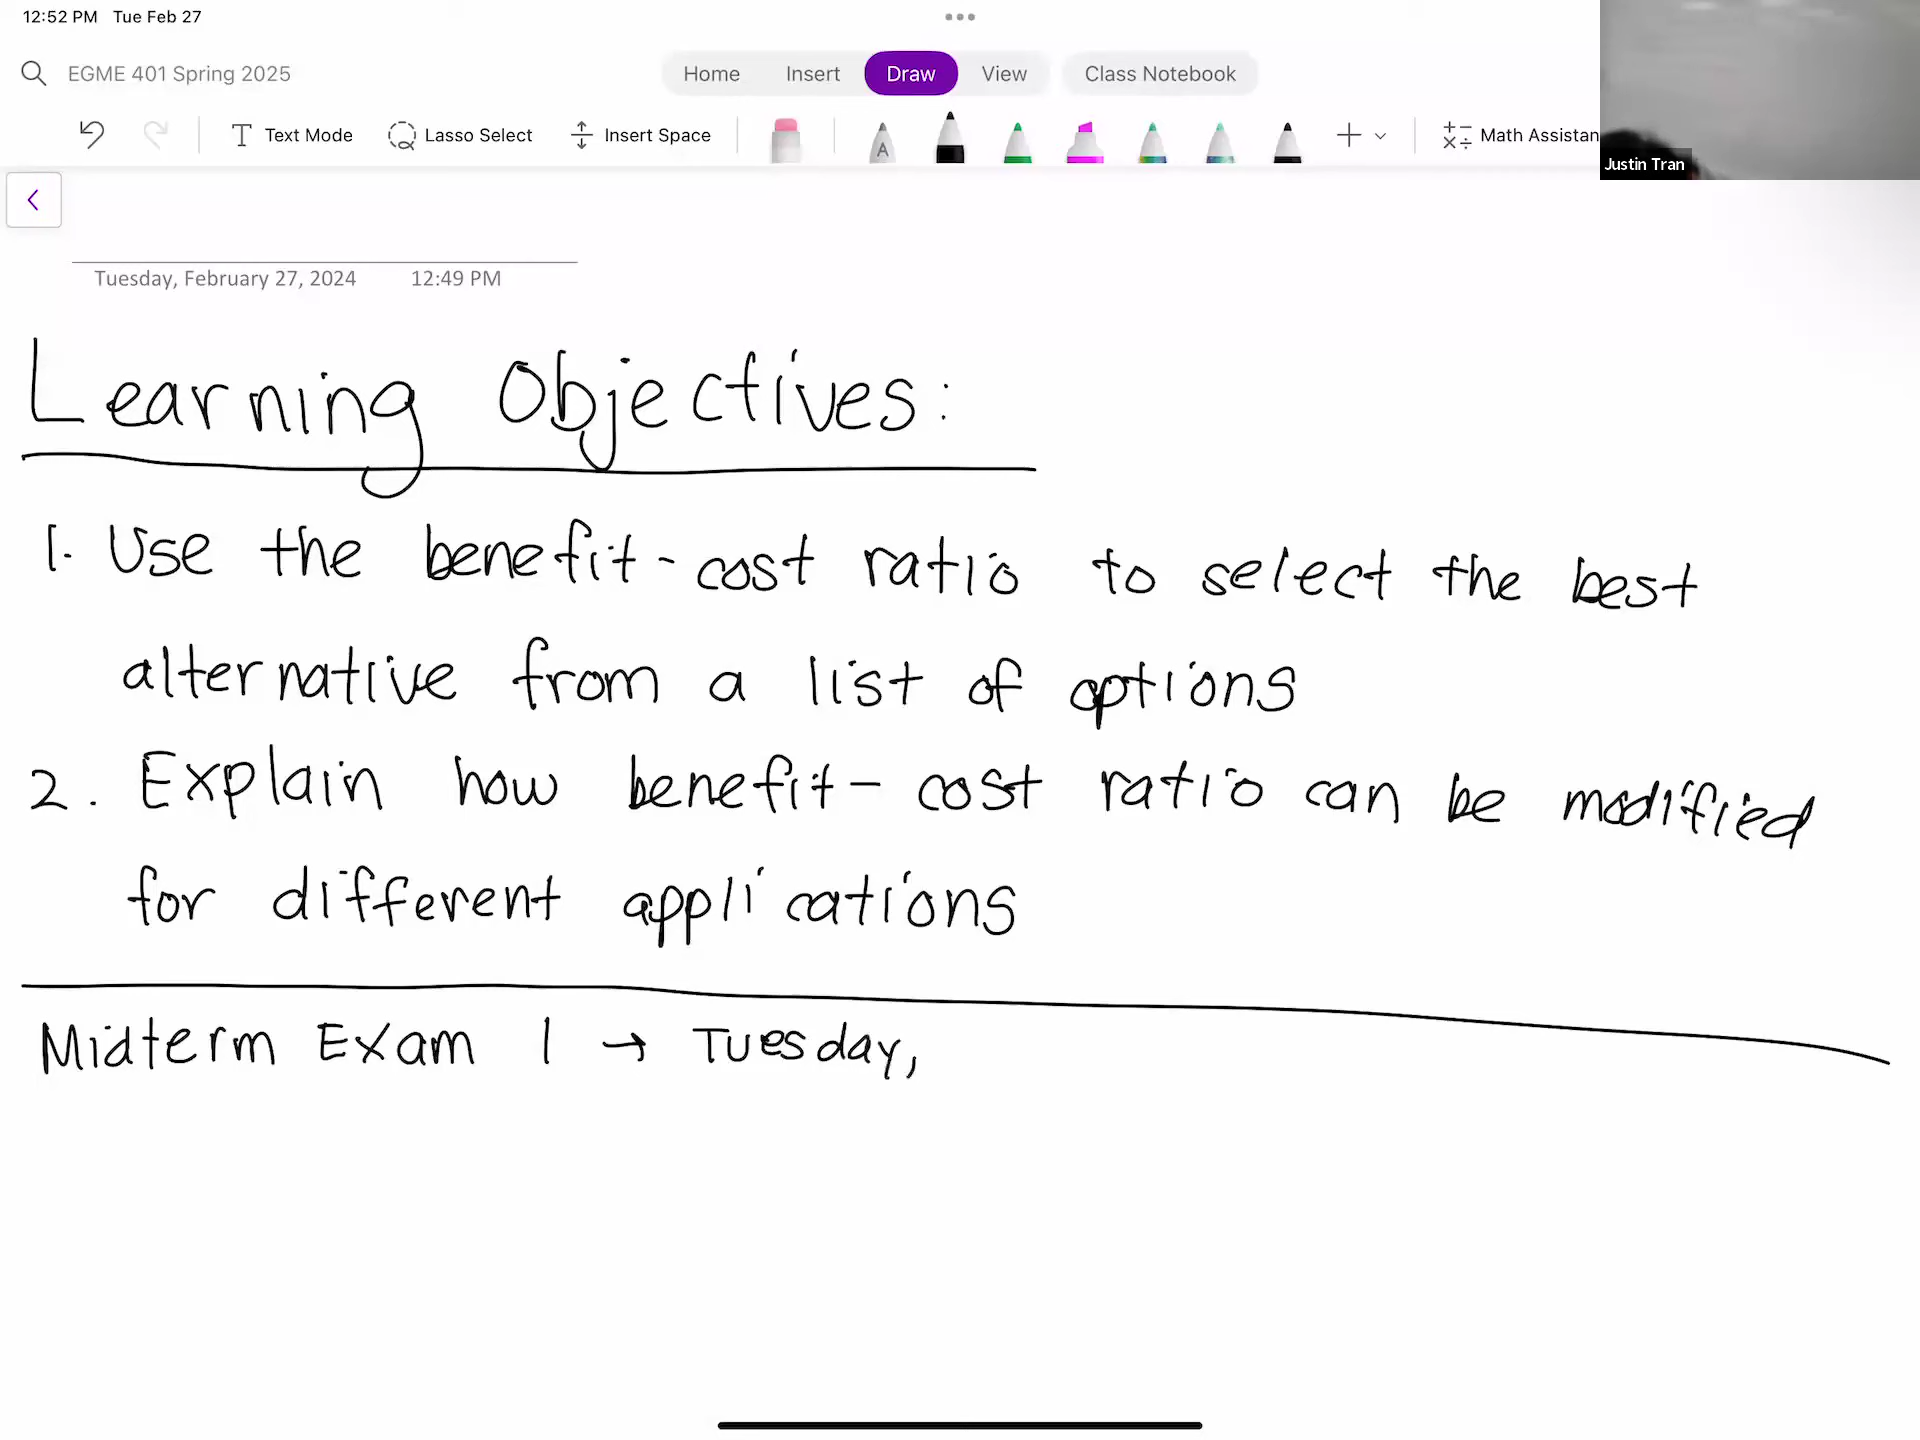 12:52 PM Tue Feb 27
EGME 401 Spring 2025
Home Insert Draw View Class Notebook
Text Mode Lasso Select Insert Space A Math Assistan
Justin Tran
Tuesday, February 27, 2024 12:49 PM
Learning Objectives:
1. Use the benefit-cost ratio to select the best
alternative from a list of options
2. Explain how benefit-cost ratio can be modified
for different applications
Midterm Exam 1 → Tuesday,